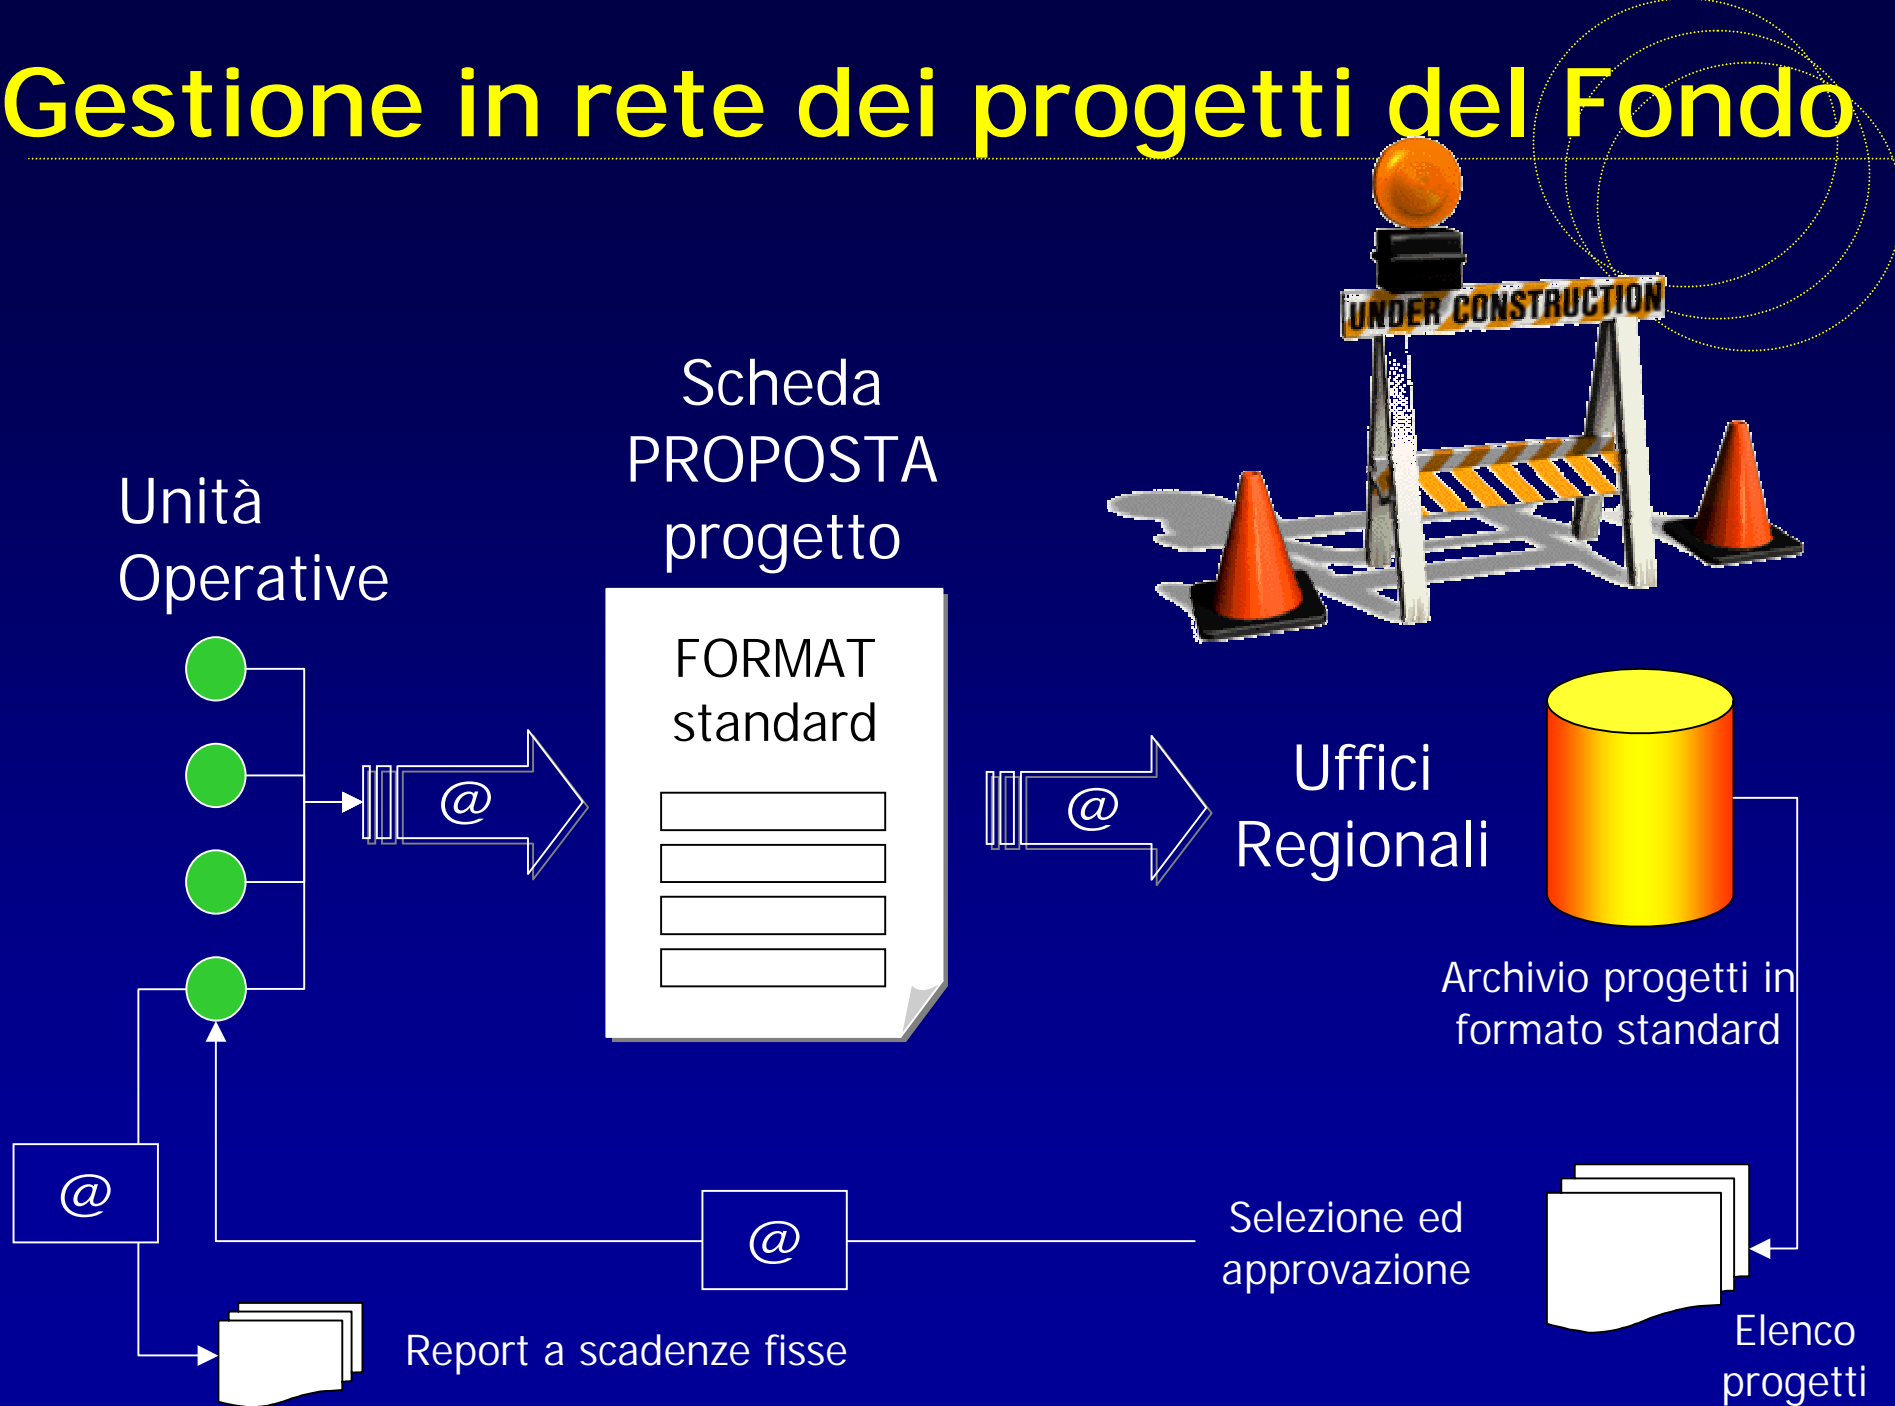 Gestione in rete dei progetti del Fondo
UNDER CONSTRUCTION
Scheda
PROPOSTA
progetto
Unità
Operative
FORMAT
standard
@
@
Uffici
Regionali
Archivio progetti in
formato standard
@
@
Selezione ed
approvazione
Elenco
progetti
Report a scadenze fisse